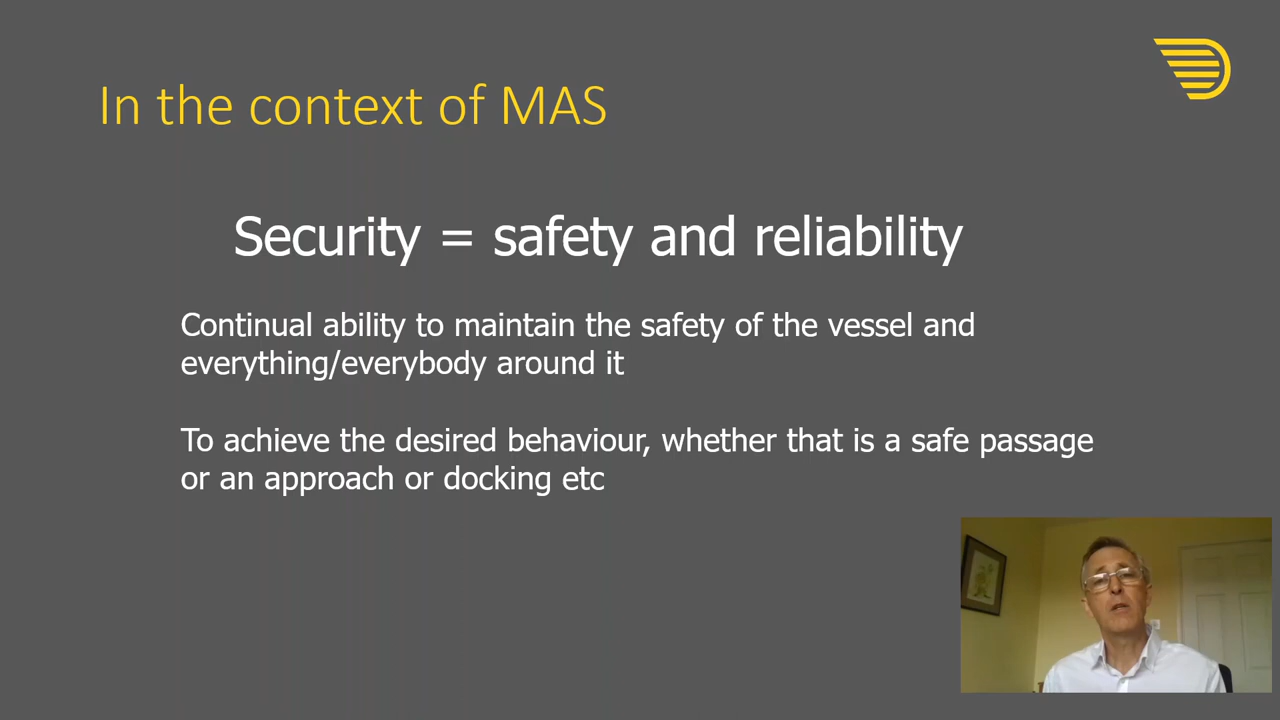 In the context of MAS
Security = safety and reliability
Continual ability to maintain the safety of the vessel and
everything/everybody around it
To achieve the desired behaviour, whether that is a safe passage
or an approach or docking etc